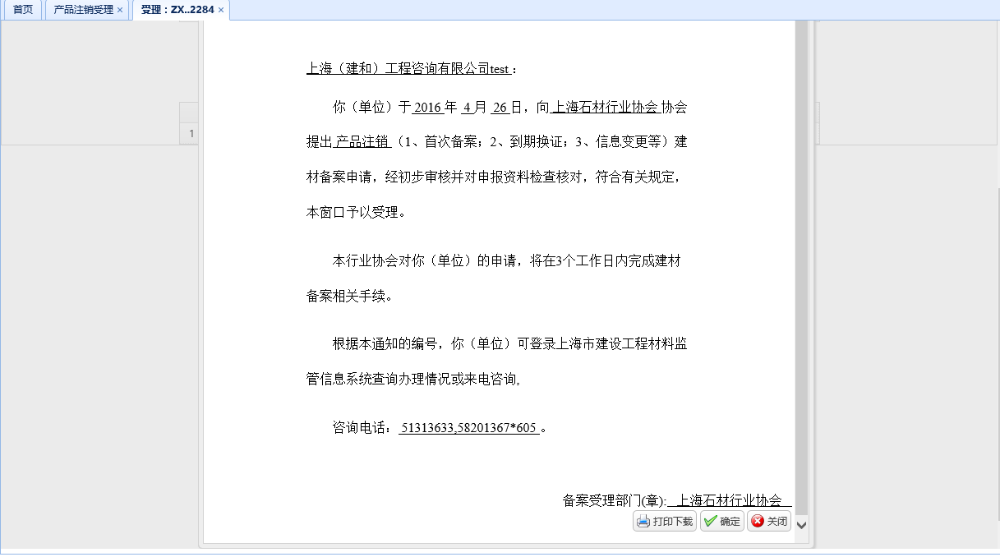 首页 产品注销受理 × 受理：ZX..2284 ×
上海（建和）工程咨询有限公司test ：
你（单位）于 2016 年 4 月 26 日，向 上海石材行业协会 协会
提出 产品注销 （1、首次备案；2、到期换证；3、信息变更等）建
材备案申请，经初步审核并对申报资料检查核对，符合有关规定，
1
本窗口予以受理。
本行业协会对你（单位）的申请，将在3个工作日内完成建材
备案相关手续。
根据本通知的编号，你（单位）可登录上海市建设工程材料监
管信息系统查询办理情况或来电咨询,
咨询电话： 51313633,58201367*605 。
备案受理部门(章): 上海石材行业协会
打印下载 确定 关闭